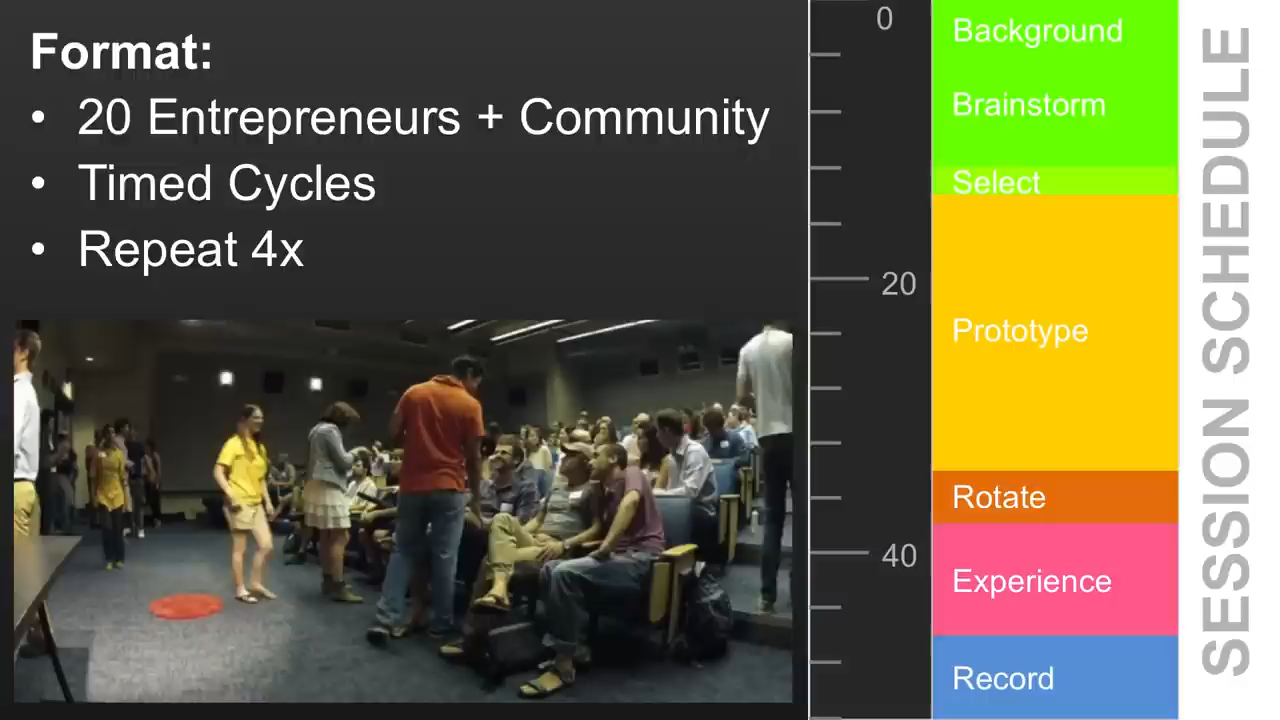 Format:
• 20 Entrepreneurs + Community
• Timed Cycles
• Repeat 4x
0
20
40
Background
Brainstorm
Select
Prototype
Rotate
Experience
Record
SESSION SCHEDULE